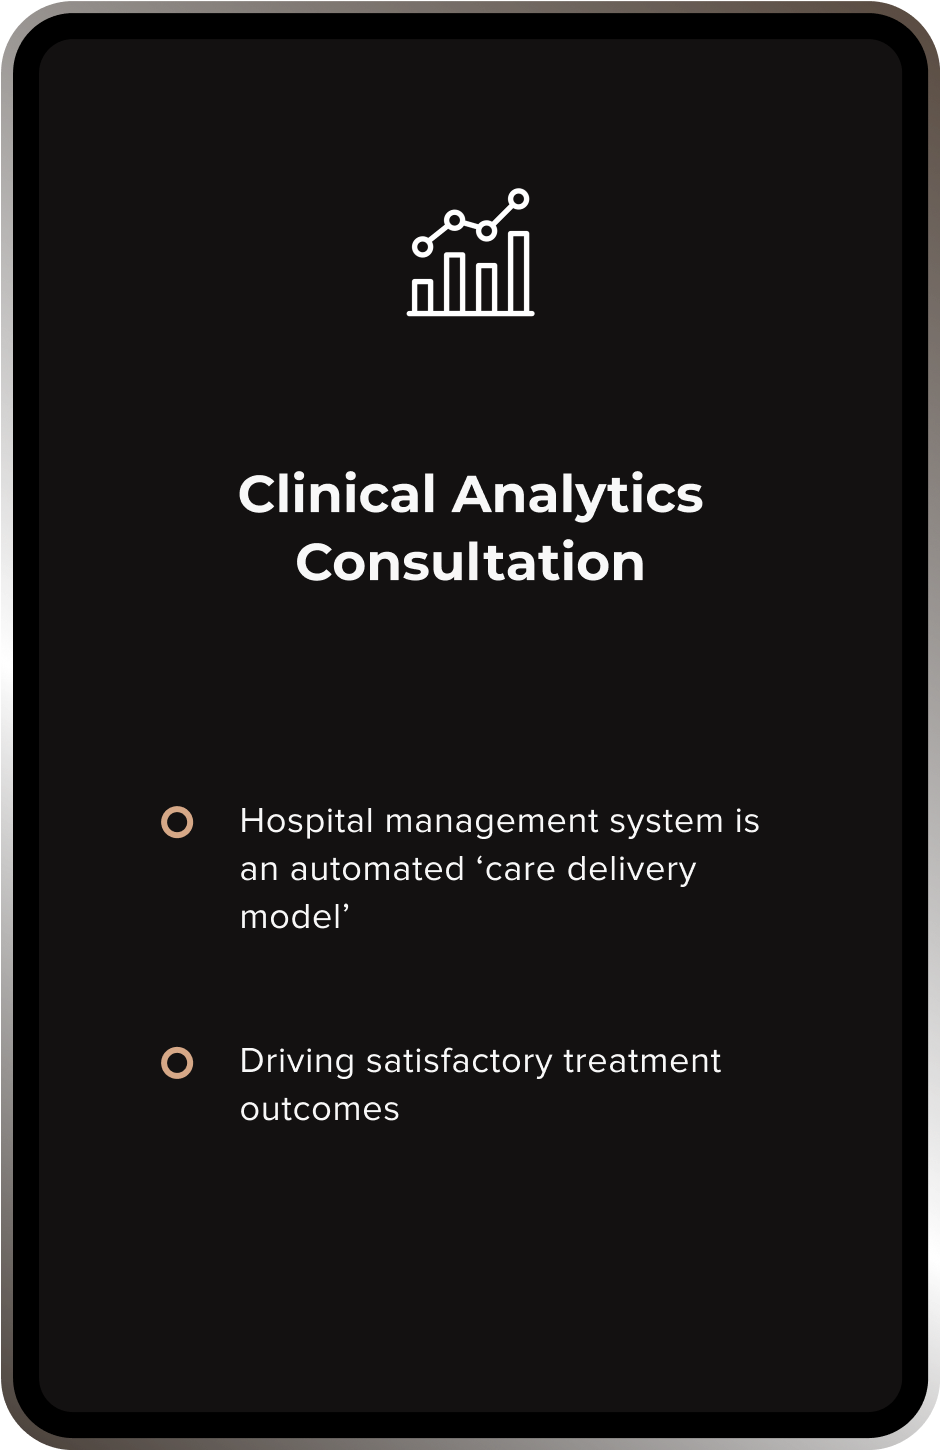 Clinical Analytics
Consultation
Hospital management system is
an automated ‘care delivery
model’
Driving satisfactory treatment
outcomes